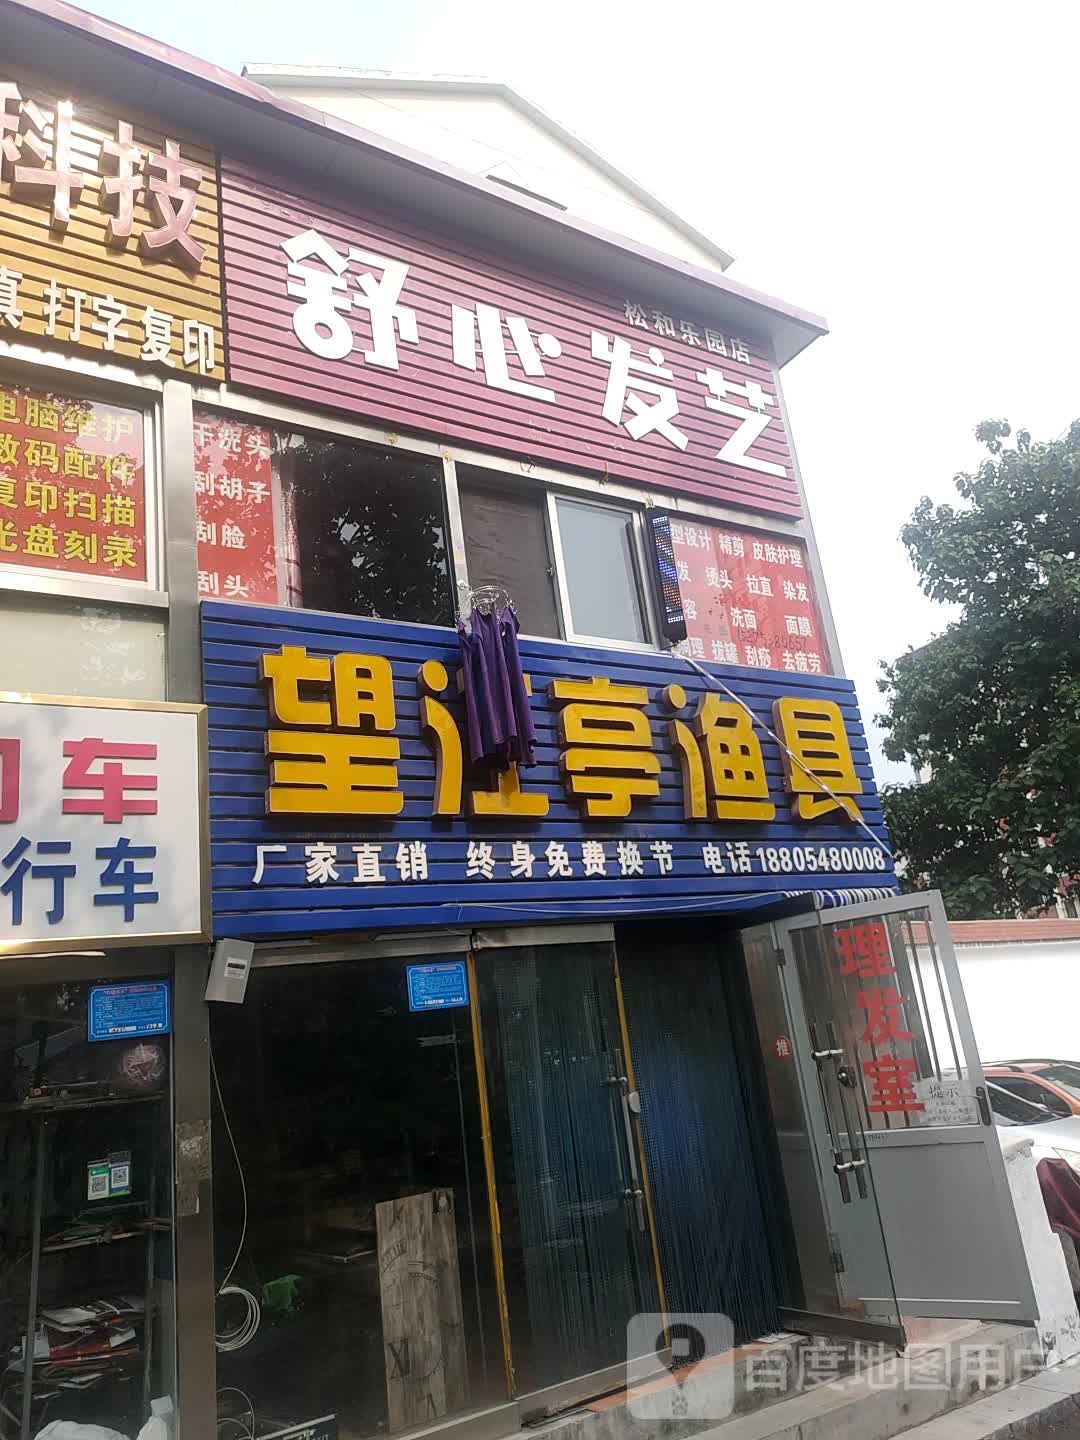 科技
真 打字复印
舒心发艺
松和乐园店
电脑维护
数码配件
复印扫描
光盘刻录
干洗头
刮胡子
刮脸
刮头
型设计 精剪 皮肤护理
发 烫头 拉直 染发
容 洗面 面膜
调理 拔罐 刮痧 去疲劳
望江亭渔具
厂家直销 终身免费换节 电话18805480008
车
行车
理发室
推
提示
百度地图用户